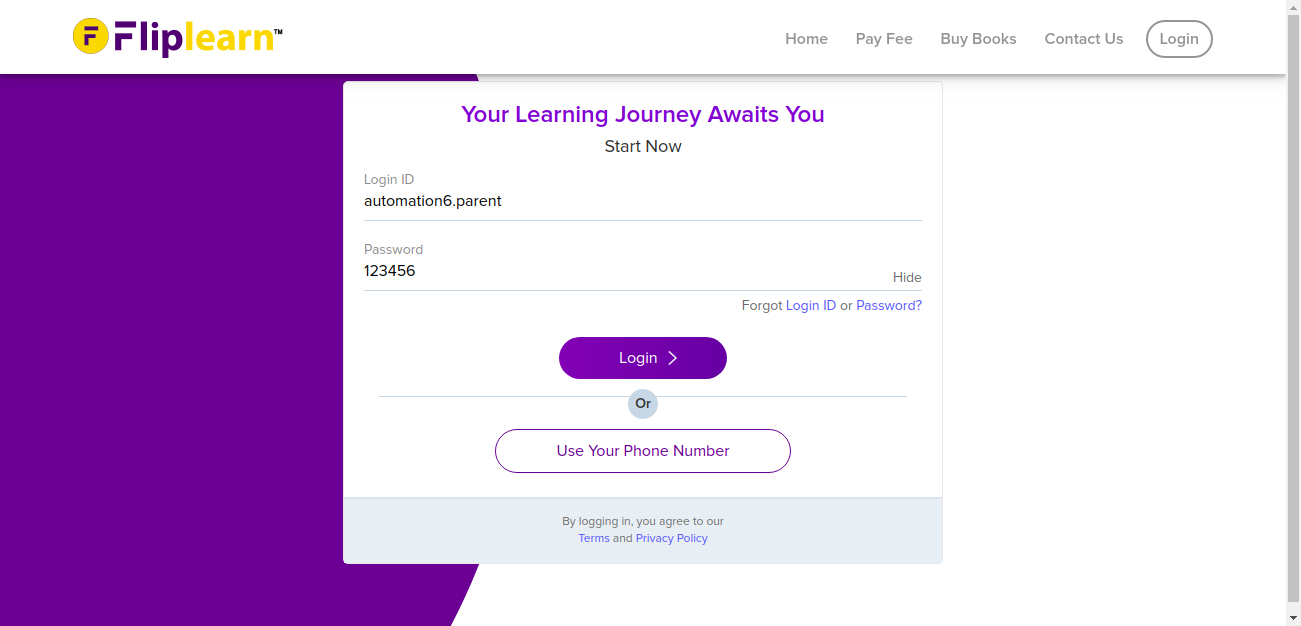 Fliplearn™
Home Pay Fee Buy Books Contact Us Login
Your Learning Journey Awaits You
Start Now
Login ID
automation6.parent
Password
123456
Hide
Forgot Login ID or Password?
Login
Or
Use Your Phone Number
By logging in, you agree to our
Terms and Privacy Policy